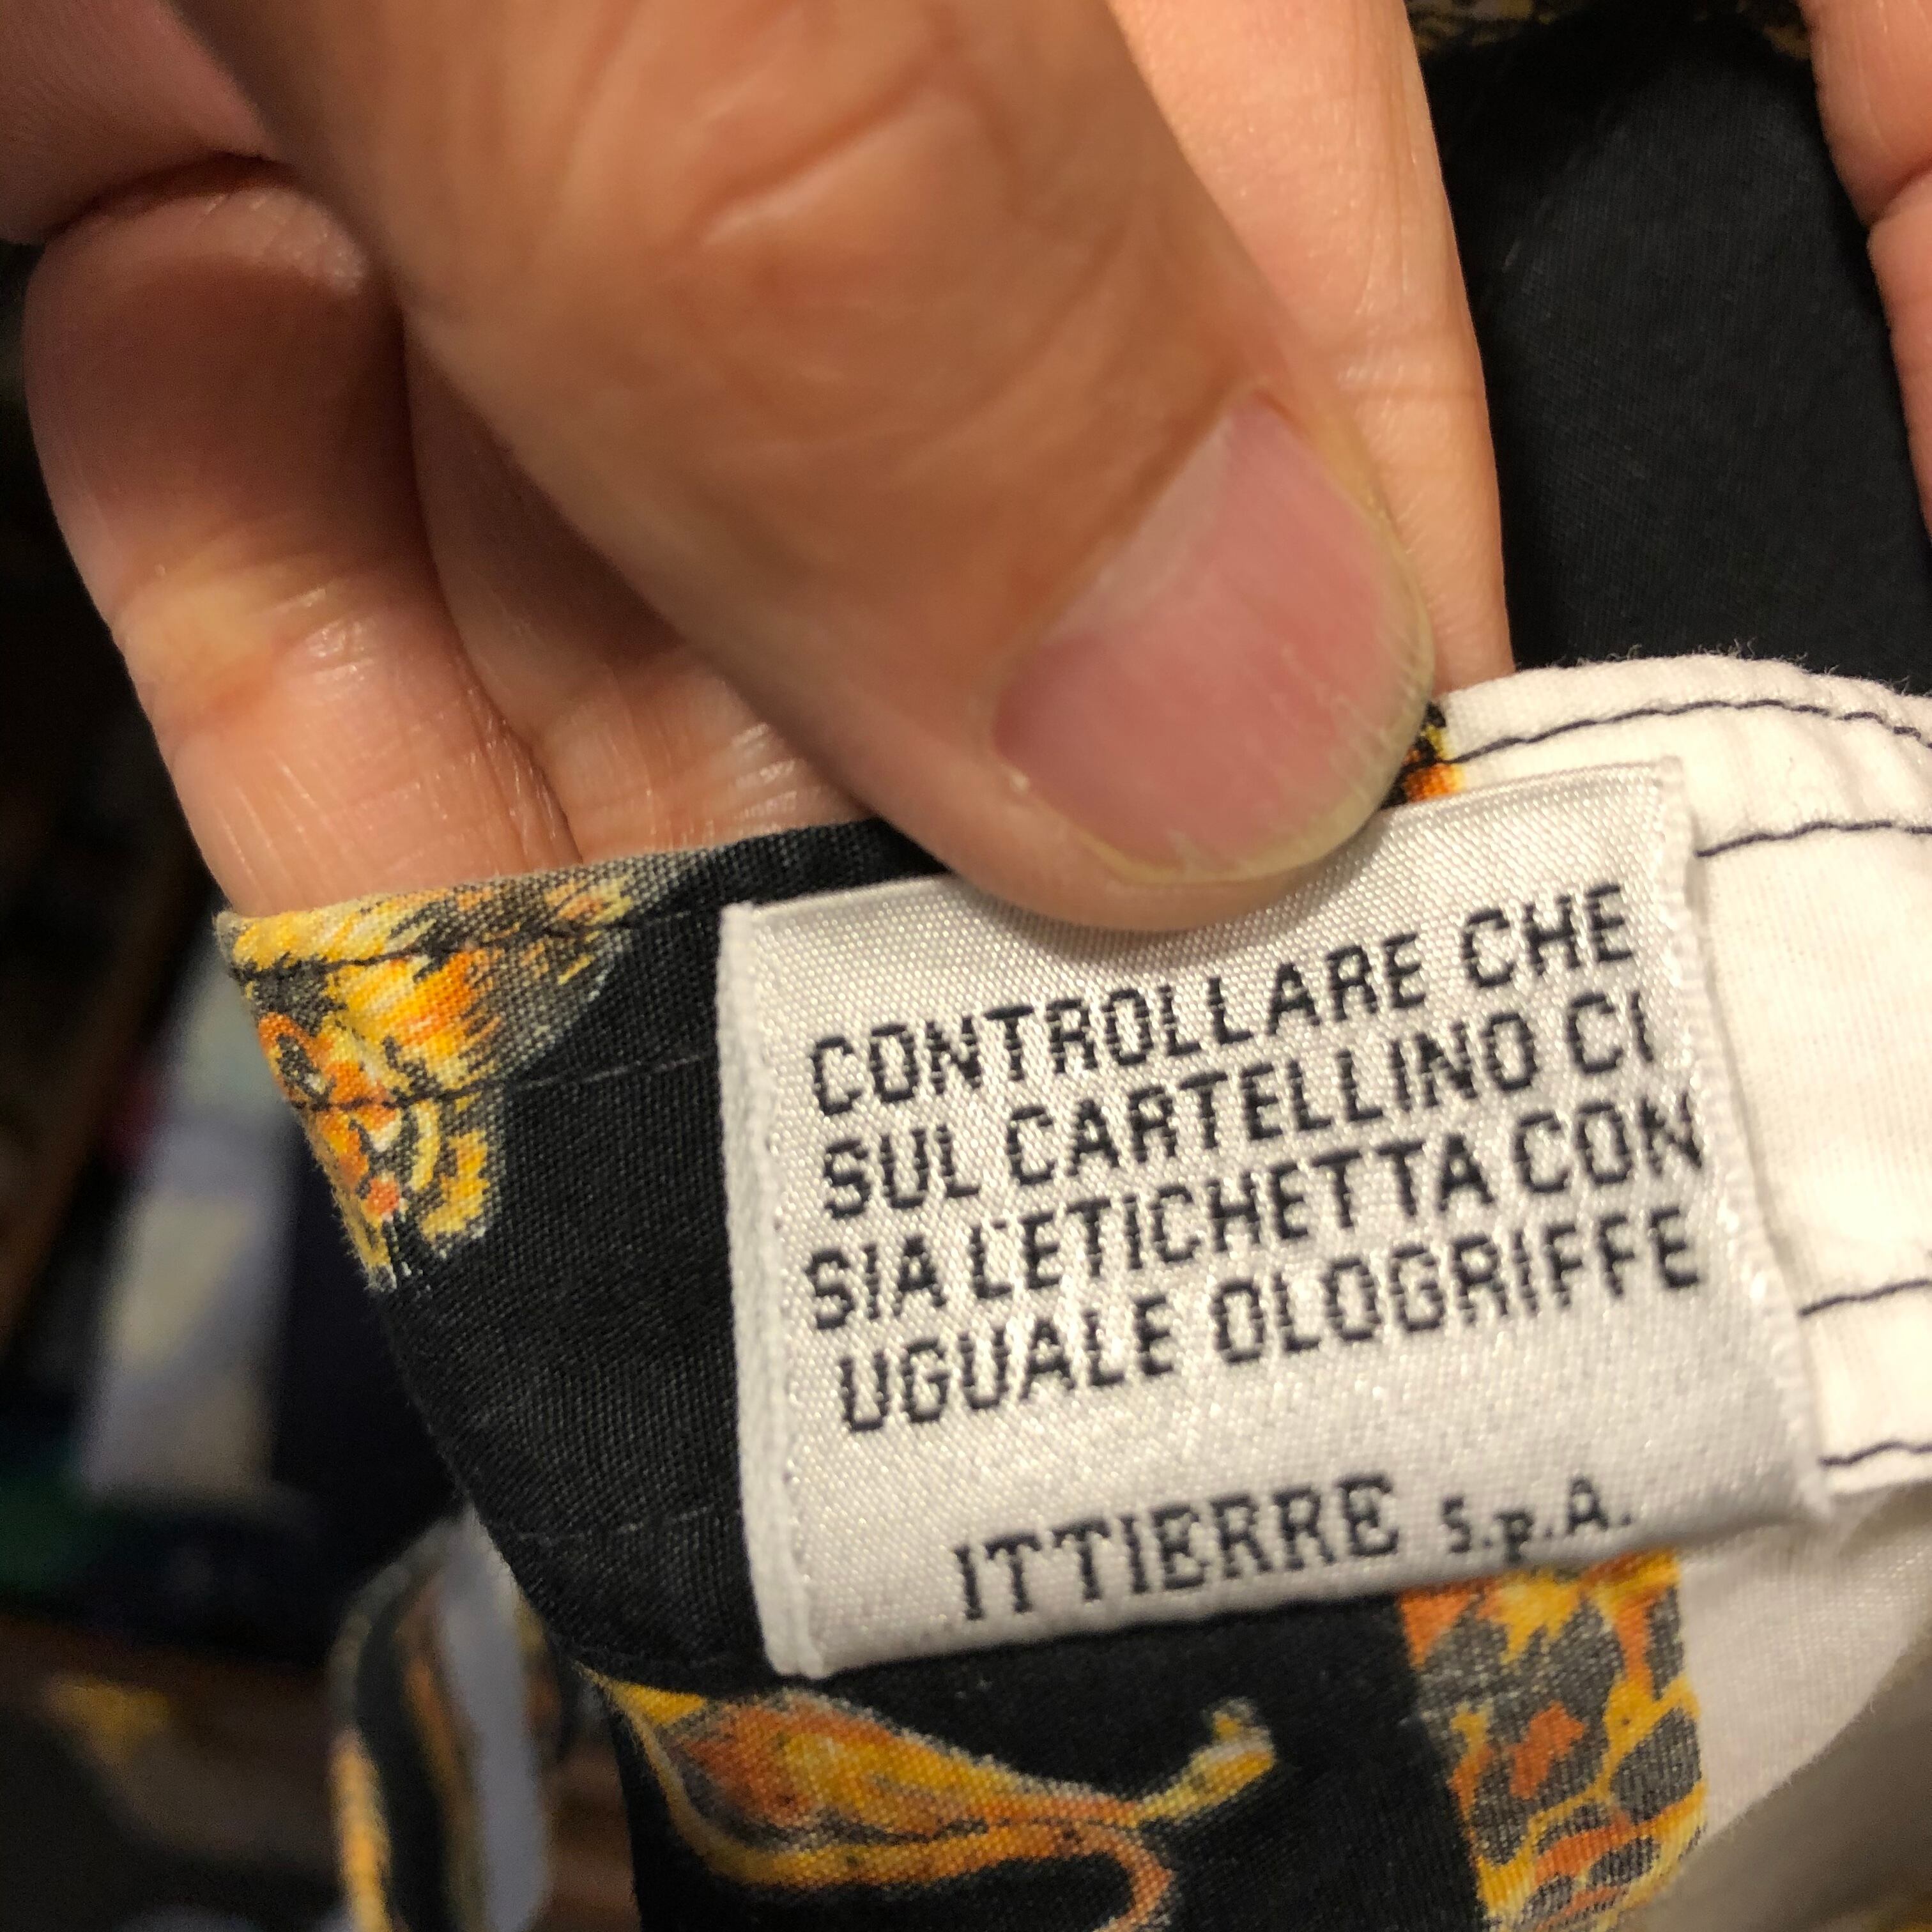 CONTROLLARE CHE
SUL CARTELLINO CI
SIA L'ETICHETTA CON
UGUALE OLOGRIFFE
ITTIERRE S.p.A.